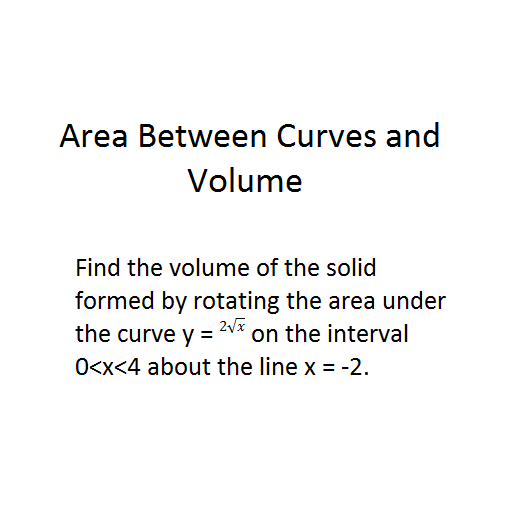 Area Between Curves and
Volume
Find the volume of the solid
formed by rotating the area under
the curve y = 2√x on the interval
0<x<4 about the line x = -2.